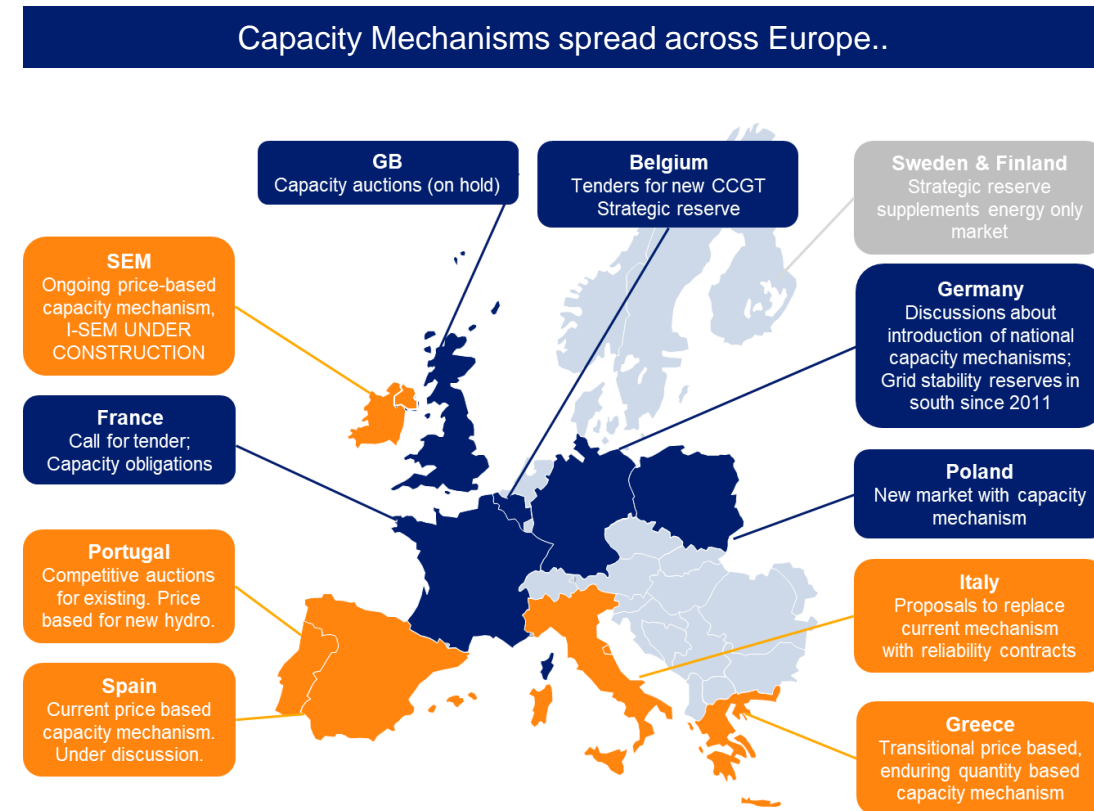 Capacity Mechanisms spread across Europe..
GB
Capacity auctions (on hold)
Belgium
Tenders for new CCGT
Strategic reserve
Sweden & Finland
Strategic reserve
supplements energy only
market
SEM
Ongoing price-based
capacity mechanism,
I-SEM UNDER
CONSTRUCTION
Germany
Discussions about
introduction of national
capacity mechanisms;
Grid stability reserves in
south since 2011
France
Call for tender;
Capacity obligations
Poland
New market with capacity
mechanism
Portugal
Competitive auctions
for existing. Price
based for new hydro.
Italy
Proposals to replace
current mechanism
with reliability contracts
Spain
Current price based
capacity mechanism.
Under discussion.
Greece
Transitional price based,
enduring quantity based
capacity mechanism